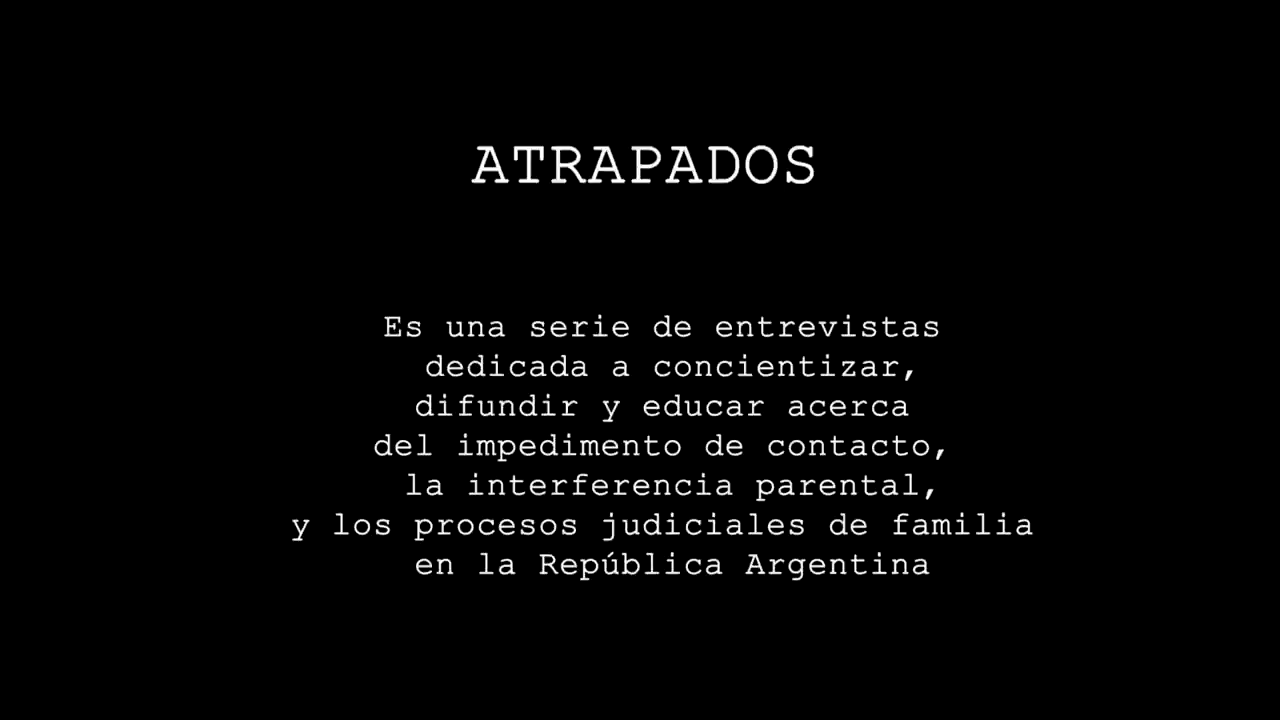 ATRAPADOS
Es una serie de entrevistas
dedicada a concientizar,
difundir y educar acerca
del impedimento de contacto,
la interferencia parental,
y los procesos judiciales de familia
en la República Argentina